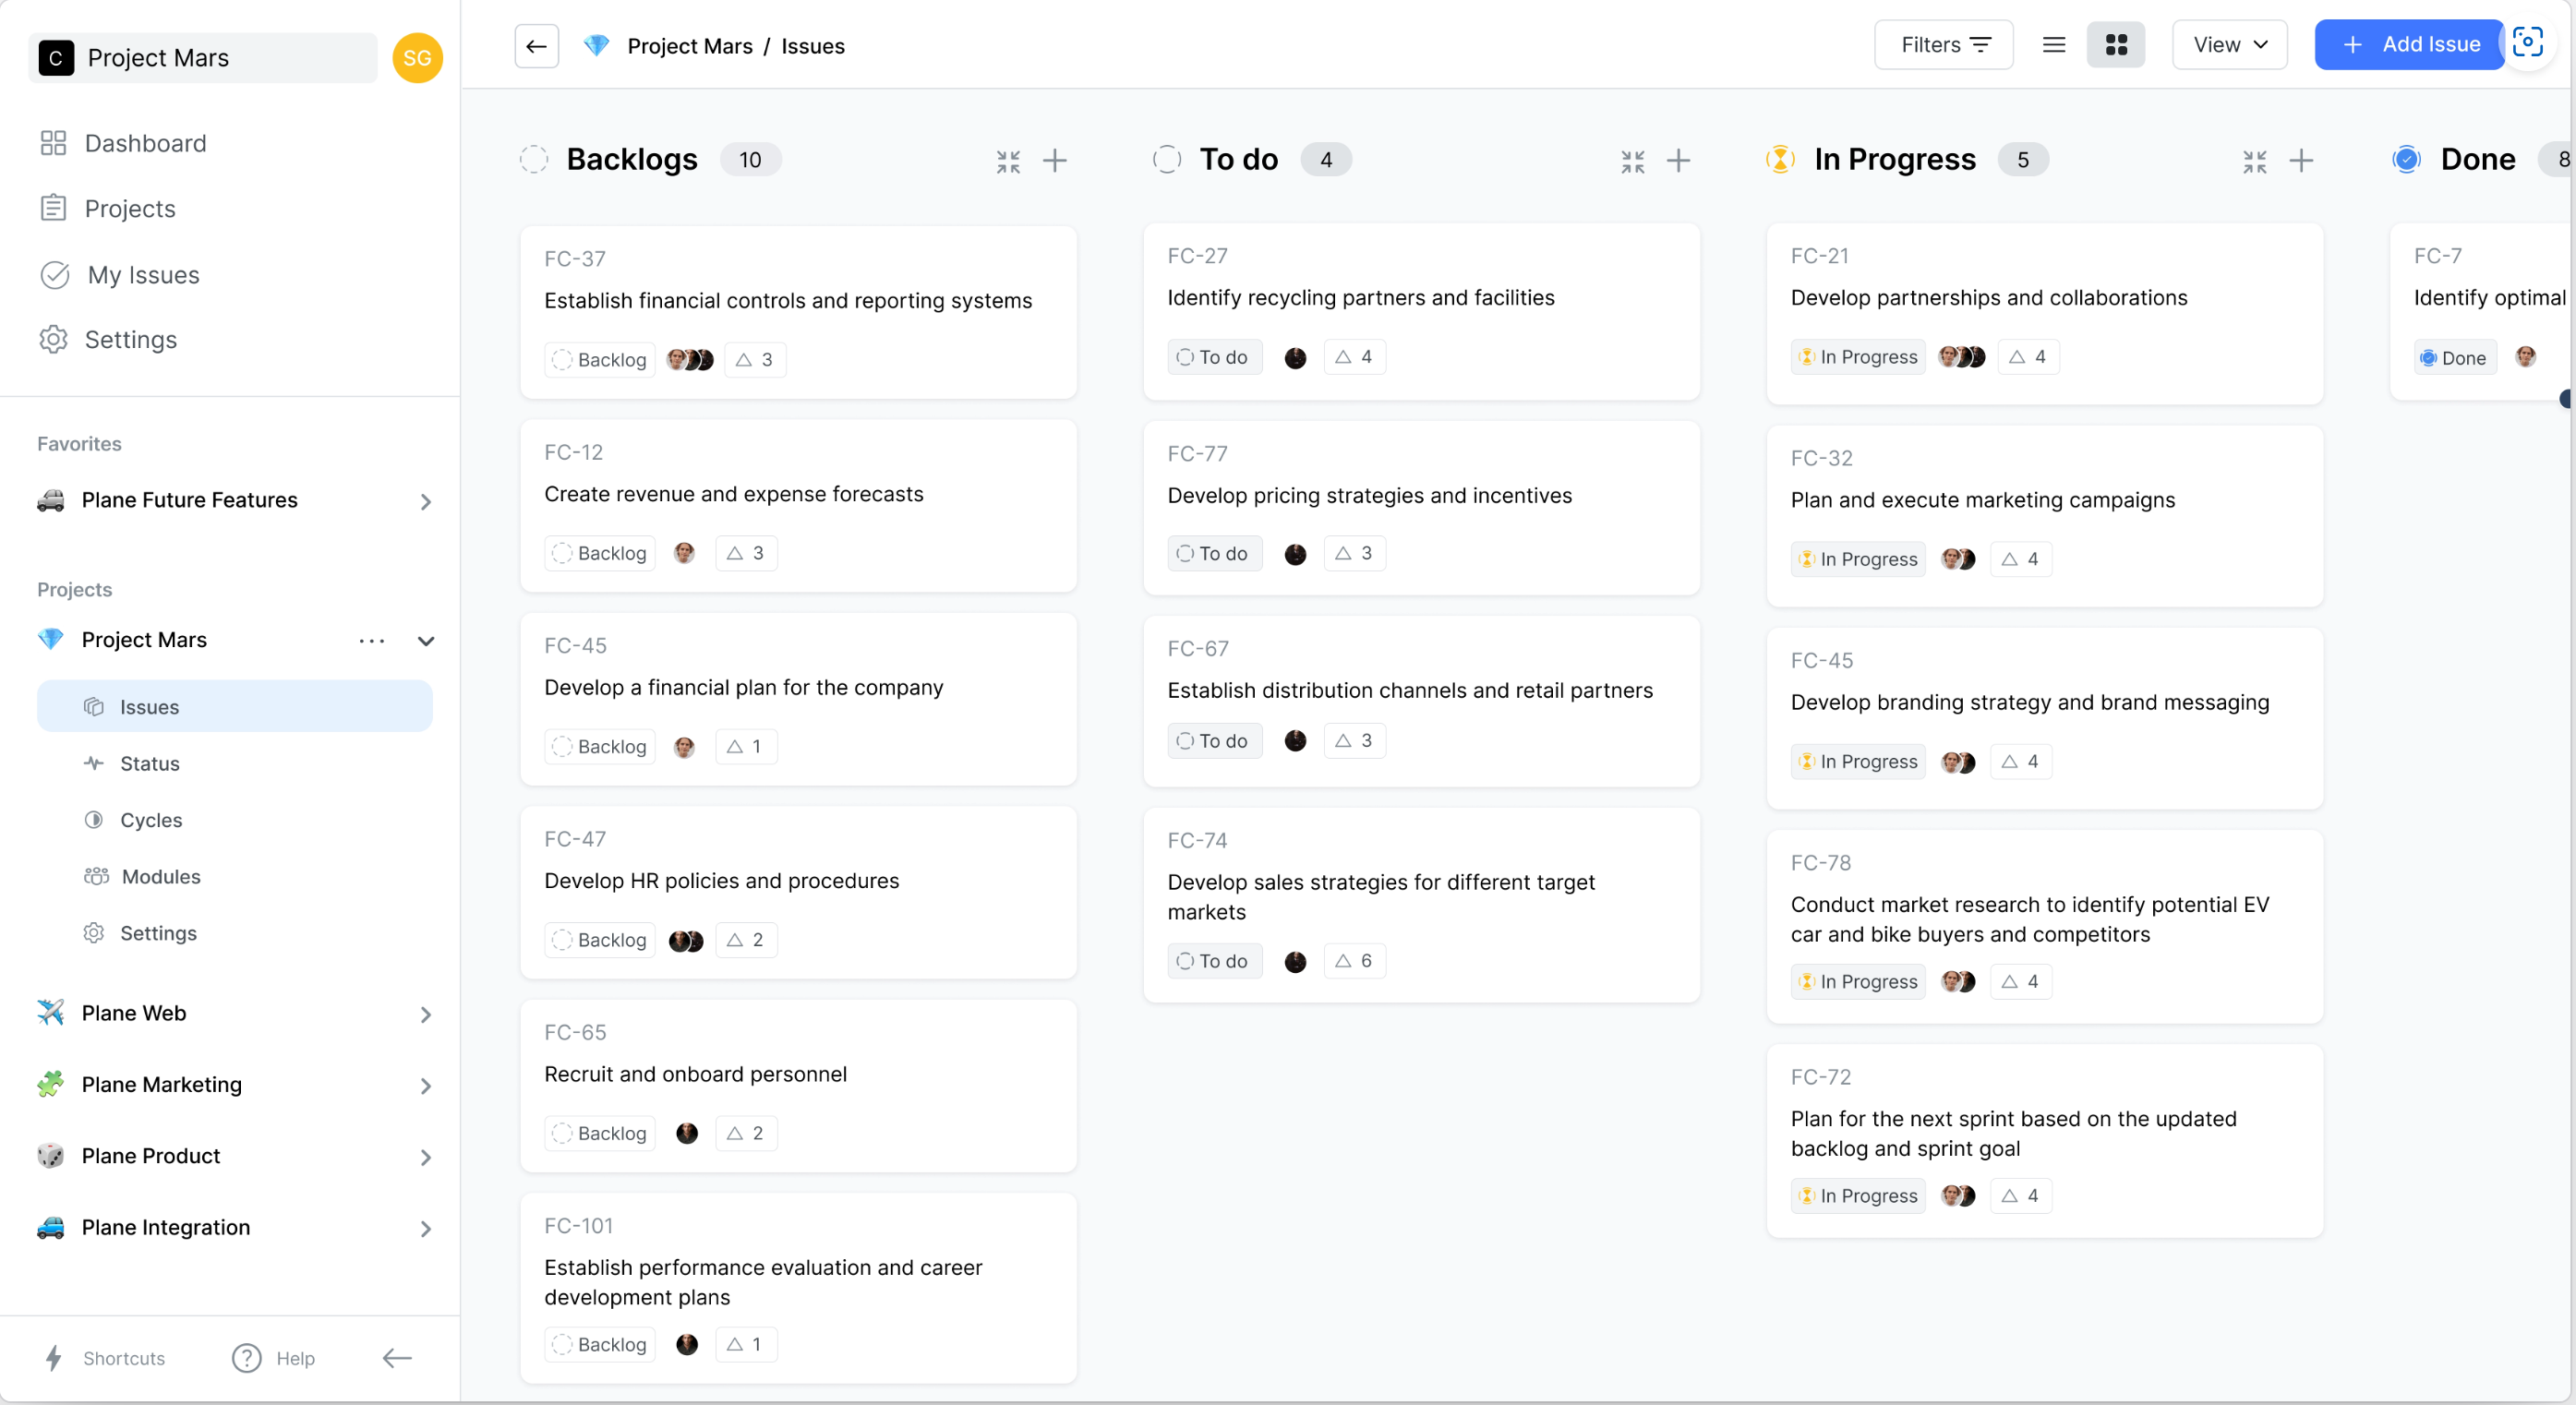 C Project Mars SG
Dashboard
Projects
My Issues
Settings
Favorites
Plane Future Features
Projects
Project Mars ...
Issues
Status
Cycles
Modules
Settings
Plane Web
Plane Marketing
Plane Product
Plane Integration
Shortcuts ? Help
Project Mars / Issues
Filters
View
+ Add Issue
Backlogs 10
FC-37
Establish financial controls and reporting systems
Backlog 3
FC-12
Create revenue and expense forecasts
Backlog 3
FC-45
Develop a financial plan for the company
Backlog 1
FC-47
Develop HR policies and procedures
Backlog 2
FC-65
Recruit and onboard personnel
Backlog 2
FC-101
Establish performance evaluation and career
development plans
Backlog 1
To do 4
FC-27
Identify recycling partners and facilities
To do 4
FC-77
Develop pricing strategies and incentives
To do 3
FC-67
Establish distribution channels and retail partners
To do 3
FC-74
Develop sales strategies for different target
markets
To do 6
In Progress 5
FC-21
Develop partnerships and collaborations
In Progress 4
FC-32
Plan and execute marketing campaigns
In Progress 4
FC-45
Develop branding strategy and brand messaging
In Progress 4
FC-78
Conduct market research to identify potential EV
car and bike buyers and competitors
In Progress 4
FC-72
Plan for the next sprint based on the updated
backlog and sprint goal
In Progress 4
Done 8
FC-7
Identify optimal
Done